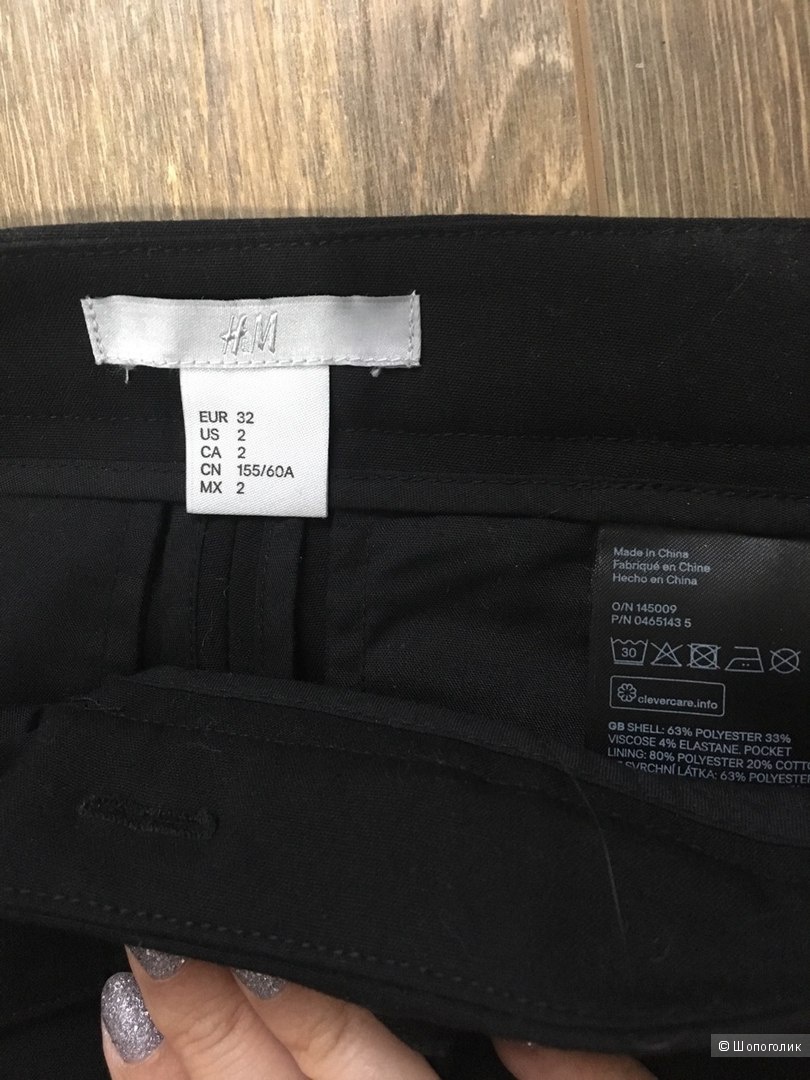 H&M
EUR 32
US 2
CA 2
CN 155/60A
MX 2
Made in China
Fabriqué en Chine
Hecho en China
O/N 145009
P/N 0465143 5
30
clevercare.info
GB SHELL: 63% POLYESTER 33%
VISCOSE 4% ELASTANE. POCKET
LINING: 80% POLYESTER 20% COTTO
SVRCHNÍ LÁTKA: 63% POLYESTER
© Шопоголик